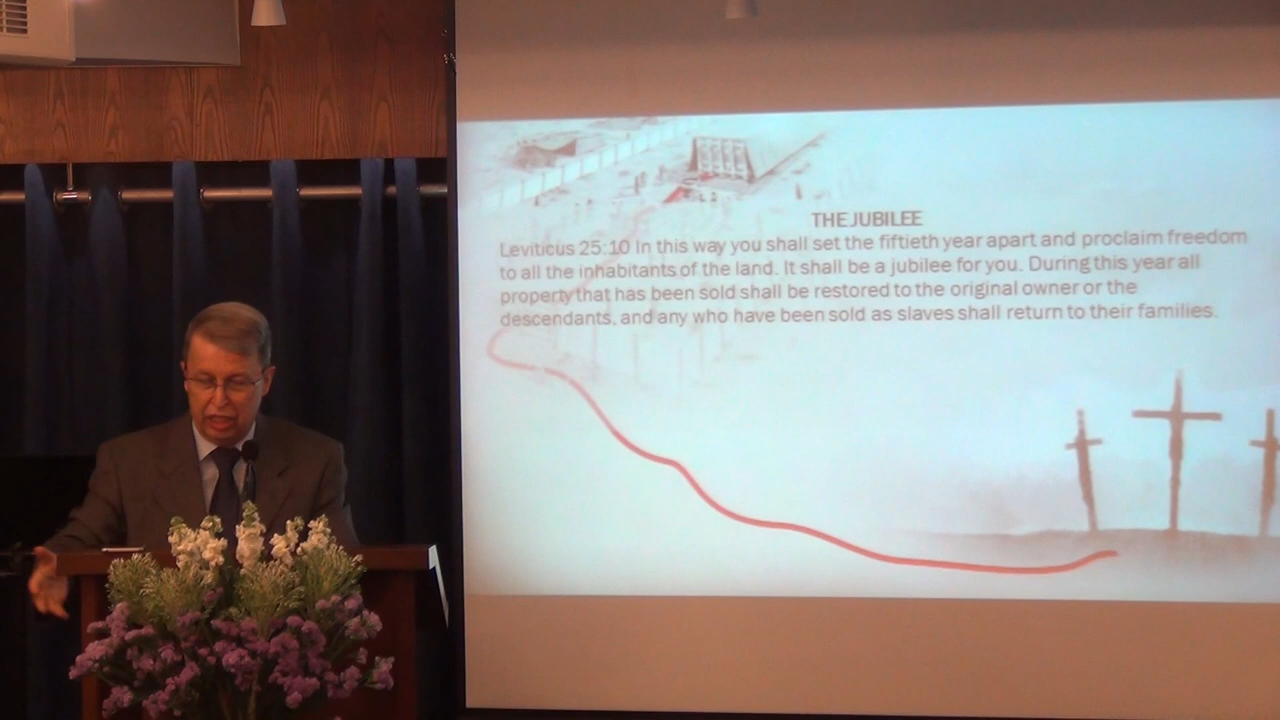 THE JUBILEE
Leviticus 25:10 In this way you shall set the fiftieth year apart and proclaim freedom
to all the inhabitants of the land. It shall be a jubilee for you. During this year all
property that has been sold shall be restored to the original owner or the
descendants, and any who have been sold as slaves shall return to their families.